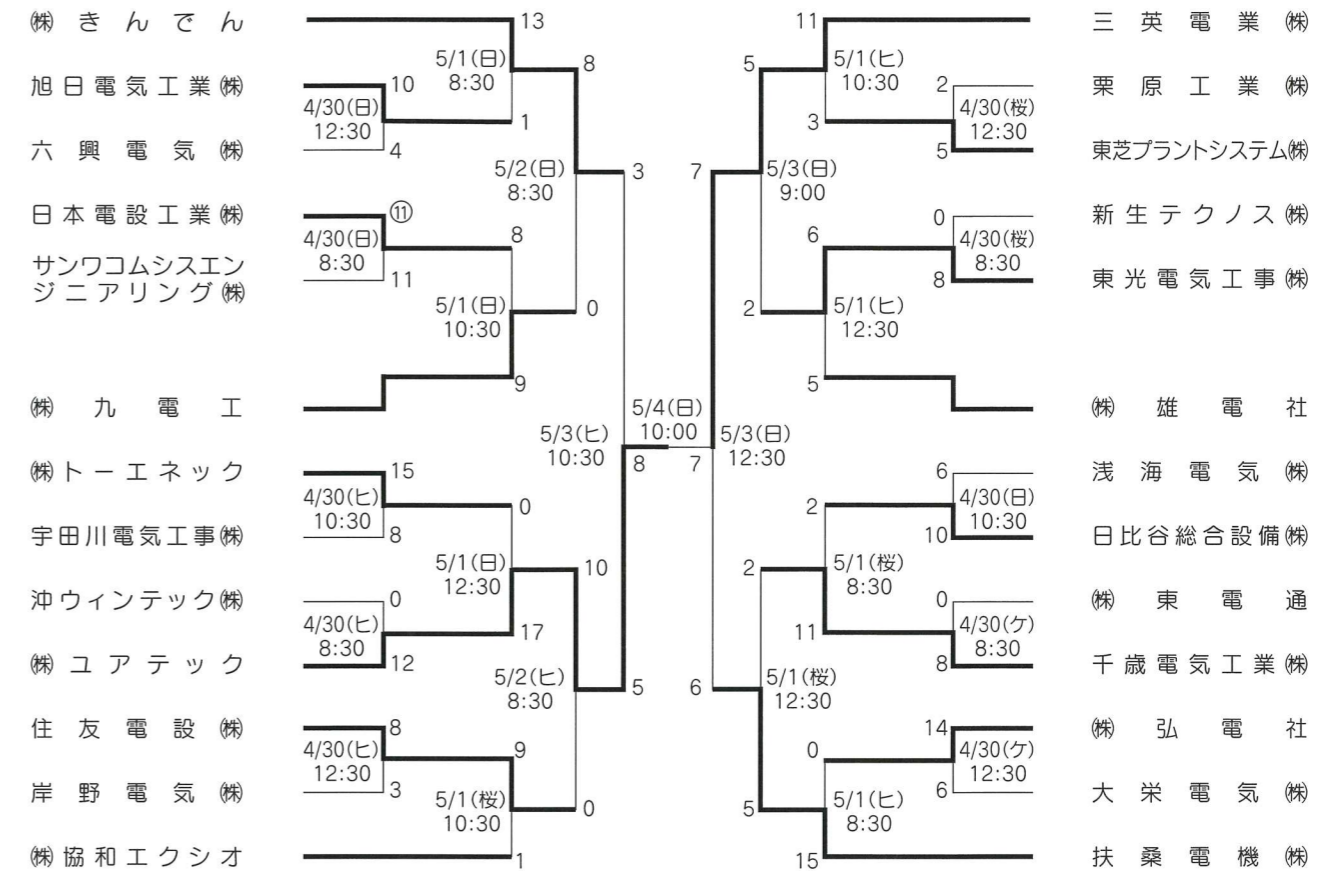 ㈱きんでん
旭日電気工業㈱
六興電気㈱
日本電設工業㈱
サンワコムシスエン
ジニアリング㈱
㈱九電工
㈱トーエネック
宇田川電気工事㈱
沖ウィンテック㈱
㈱ユアテック
住友電設㈱
岸野電気㈱
㈱協和エクシオ
13
5/1(日)
8:30
8
10
4/30(日)
12:30
1
4
5/2(日)
8:30
3
⑪
4/30(日)
8:30
8
11
5/1(日)
10:30
0
9
5/3(ヒ)
10:30
8
5/4(日)
10:00
7
15
4/30(ヒ)
10:30
0
8
5/1(日)
12:30
10
0
4/30(ヒ)
8:30
17
12
5/2(ヒ)
8:30
5
8
4/30(ヒ)
12:30
9
3
5/1(桜)
10:30
0
1
11
5
5/1(ヒ)
10:30
2
4/30(桜)
12:30
3
5
7
5/3(日)
9:00
0
4/30(桜)
8:30
6
8
2
5/1(ヒ)
12:30
5
5/3(日)
12:30
6
4/30(日)
10:30
2
10
2
5/1(桜)
8:30
0
4/30(ケ)
8:30
11
8
6
5/1(桜)
12:30
14
4/30(ケ)
12:30
0
6
5
5/1(ヒ)
8:30
15
三英電業㈱
栗原工業㈱
東芝プラントシステム㈱
新生テクノス㈱
東光電気工事㈱
㈱雄電社
浅海電気㈱
日比谷総合設備㈱
㈱東電通
千歳電気工業㈱
㈱弘電社
大栄電気㈱
扶桑電機㈱